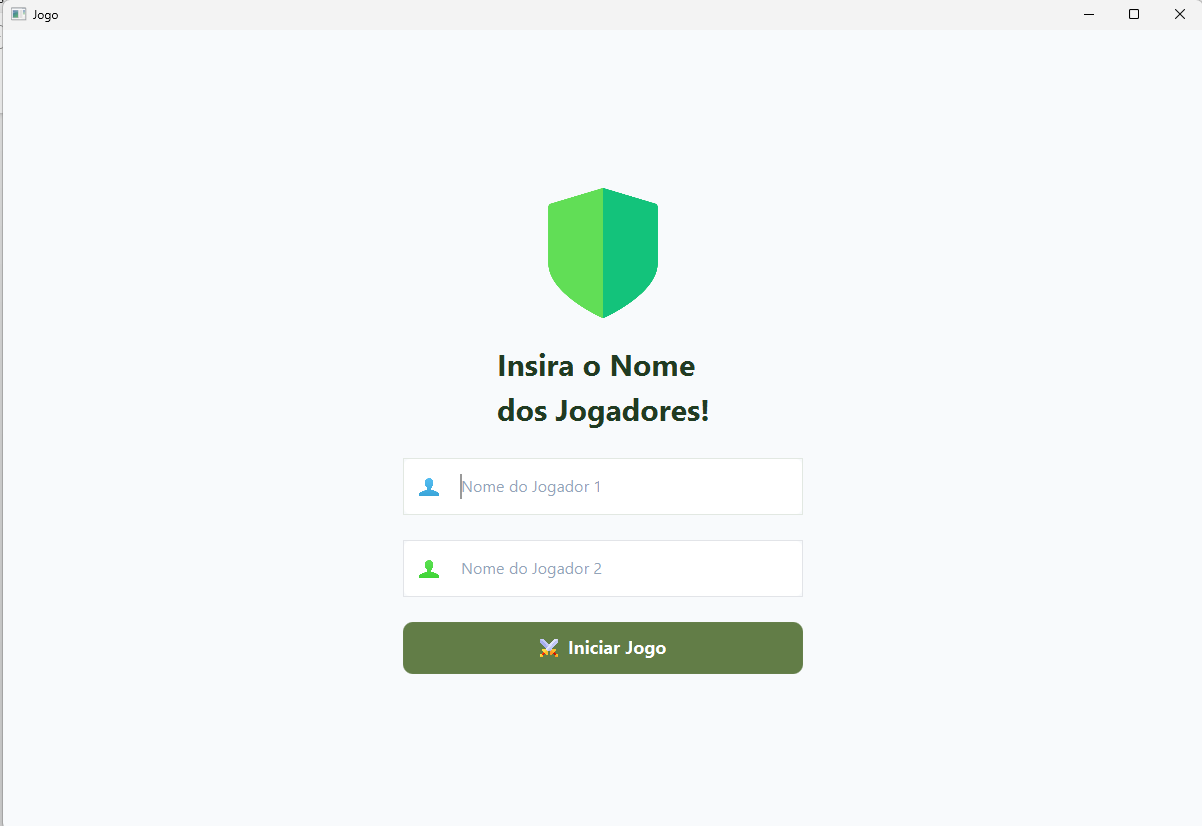 Jogo
Insira o Nome
dos Jogadores!
Nome do Jogador 1
Nome do Jogador 2
Iniciar Jogo